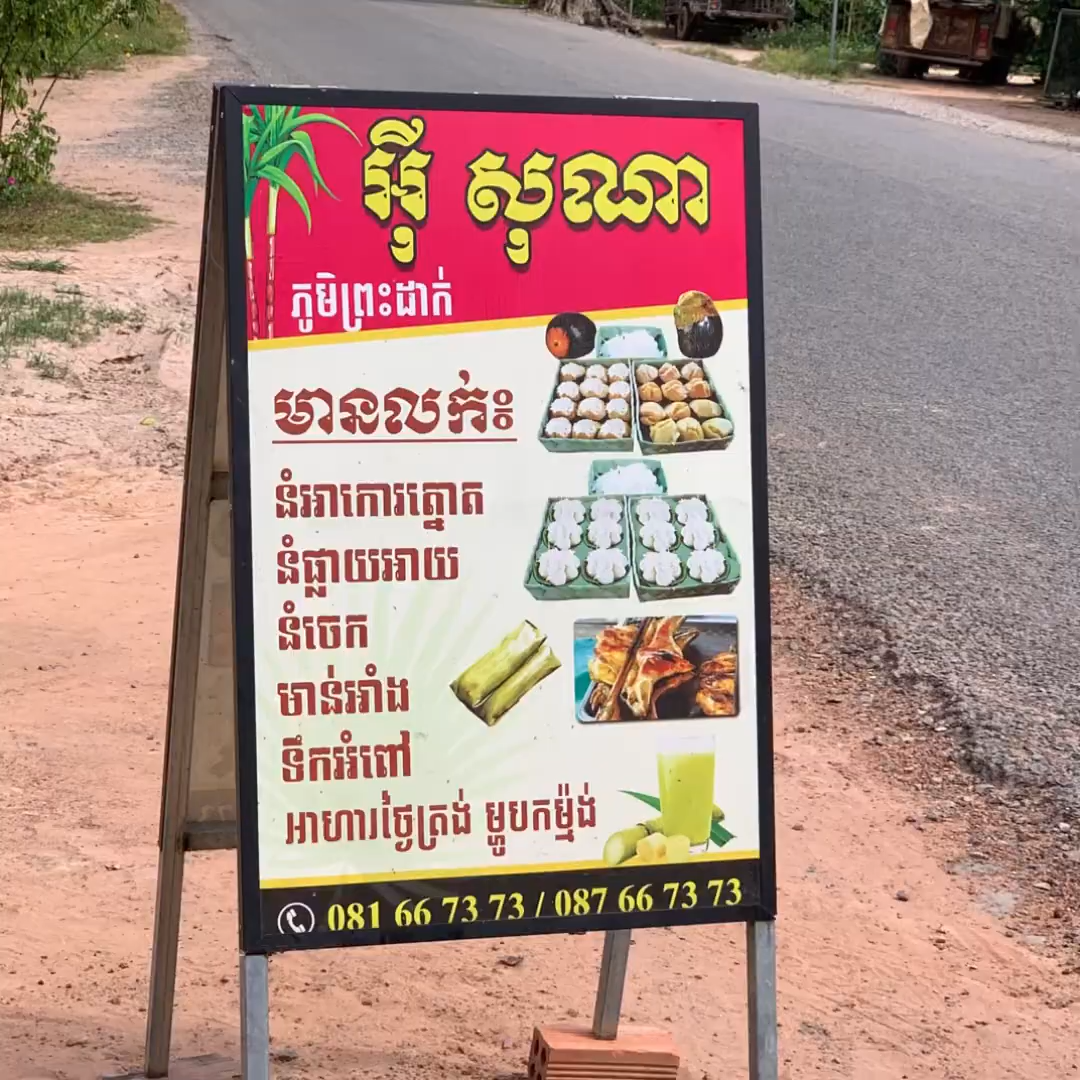 អ៊ី សុណា
ភូមិព្រះដាក់
មានលក់៖
នំអាកោរត្នោត
នំផ្លាយអាយ
នំចេក
មាន់អាំង
ទឹកអំពៅ
អាហារថ្ងៃត្រង់ ម្ហូបកម្ម៉ង់
081 66 73 73 / 087 66 73 73